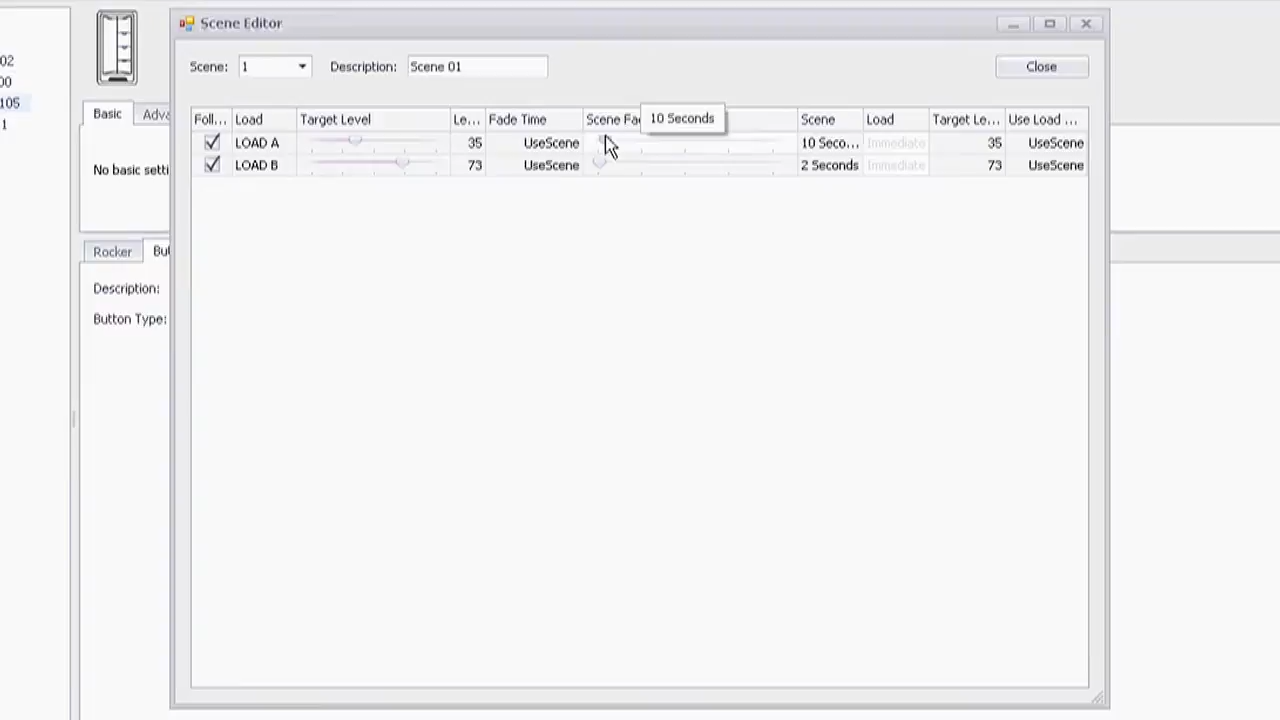 Scene Editor
02
00
105
1
Scene: 1 Description: Scene 01 Close
Basic Adva
No basic setti
Foll... Load Target Level Le... Fade Time Scene Fa 10 Seconds Scene Load Target Le... Use Load ...
LOAD A 35 UseScene 10 Seco... Immediate 35 UseScene
LOAD B 73 UseScene 2 Seconds Immediate 73 UseScene
Rocker But
Description:
Button Type: